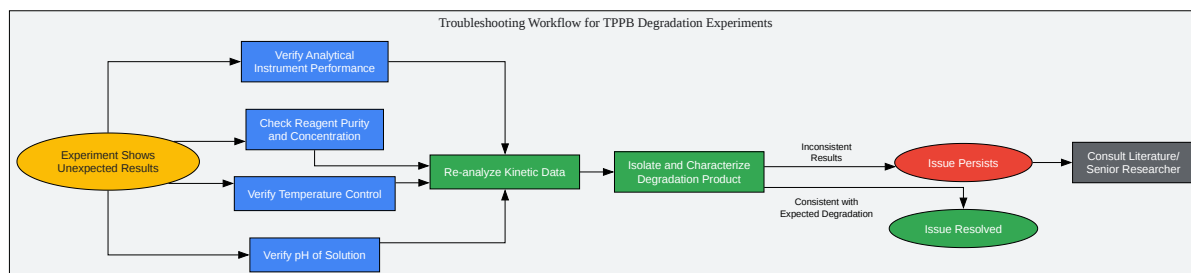 Troubleshooting Workflow for TPPB Degradation Experiments
Verify Analytical
Instrument Performance
Check Reagent Purity
and Concentration
Experiment Shows
Unexpected Results
Verify Temperature Control
Verify pH of Solution
Re-analyze Kinetic Data
Isolate and Characterize
Degradation Product
Inconsistent
Results
Consistent with
Expected Degradation
Issue Persists
Issue Resolved
Consult Literature/
Senior Researcher